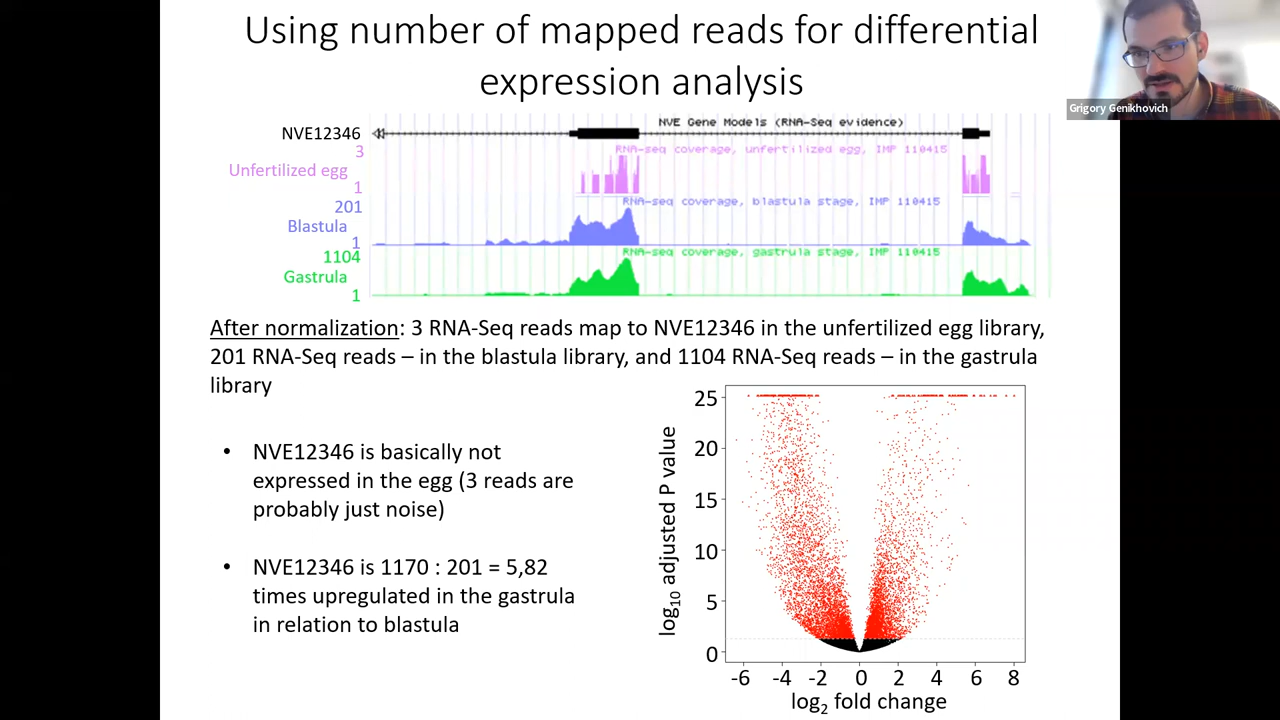 Using number of mapped reads for differential
expression analysis
Grigory Genikhovich
NVE Gene Models (RNA-Seq evidence)
NVE12346
3
RNA-seq coverage, unfertilized egg, IMP 110415
Unfertilized egg
1
201
RNA-seq coverage, blastula stage, IMP 110415
Blastula
1
1104
RNA-seq coverage, gastrula stage, IMP 110415
Gastrula
1
After normalization: 3 RNA-Seq reads map to NVE12346 in the unfertilized egg library,
201 RNA-Seq reads – in the blastula library, and 1104 RNA-Seq reads – in the gastrula
library
• NVE12346 is basically not
expressed in the egg (3 reads are
probably just noise)
• NVE12346 is 1170 : 201 = 5,82
times upregulated in the gastrula
in relation to blastula
log10 adjusted P value
25
20
15
10
5
0
-6 -4 -2 0 2 4 6 8
log2 fold change